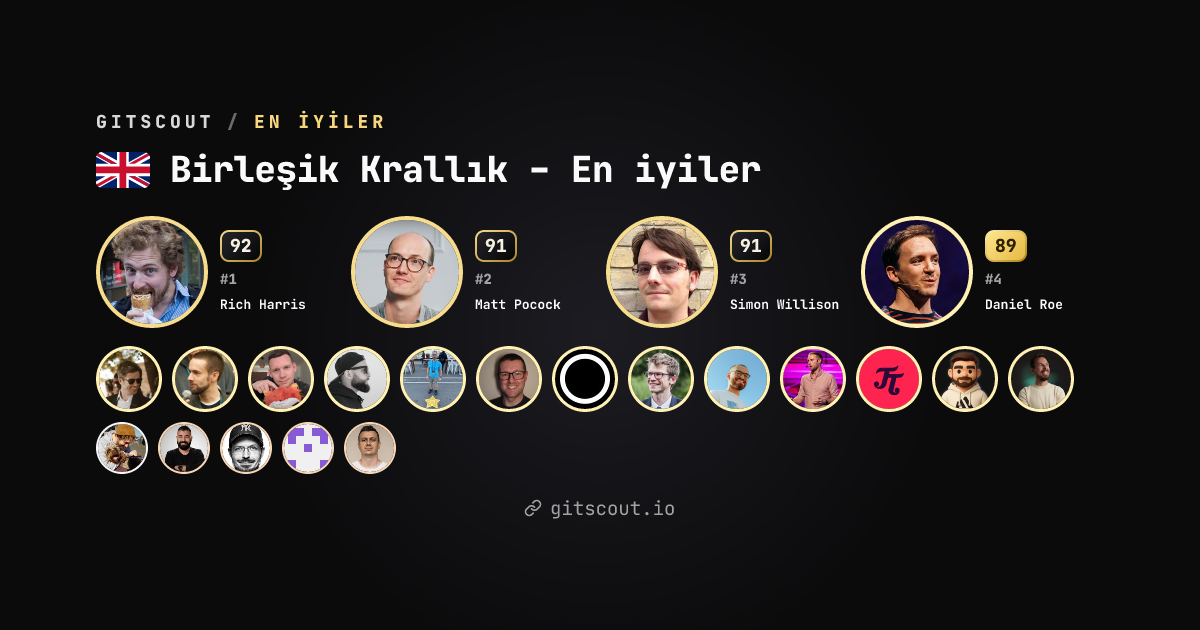 GITSCOUT / EN İYİLER
Birleşik Krallık – En iyiler
92
#1
Rich Harris
91
#2
Matt Pocock
91
#3
Simon Willison
89
#4
Daniel Roe
gitscout.io